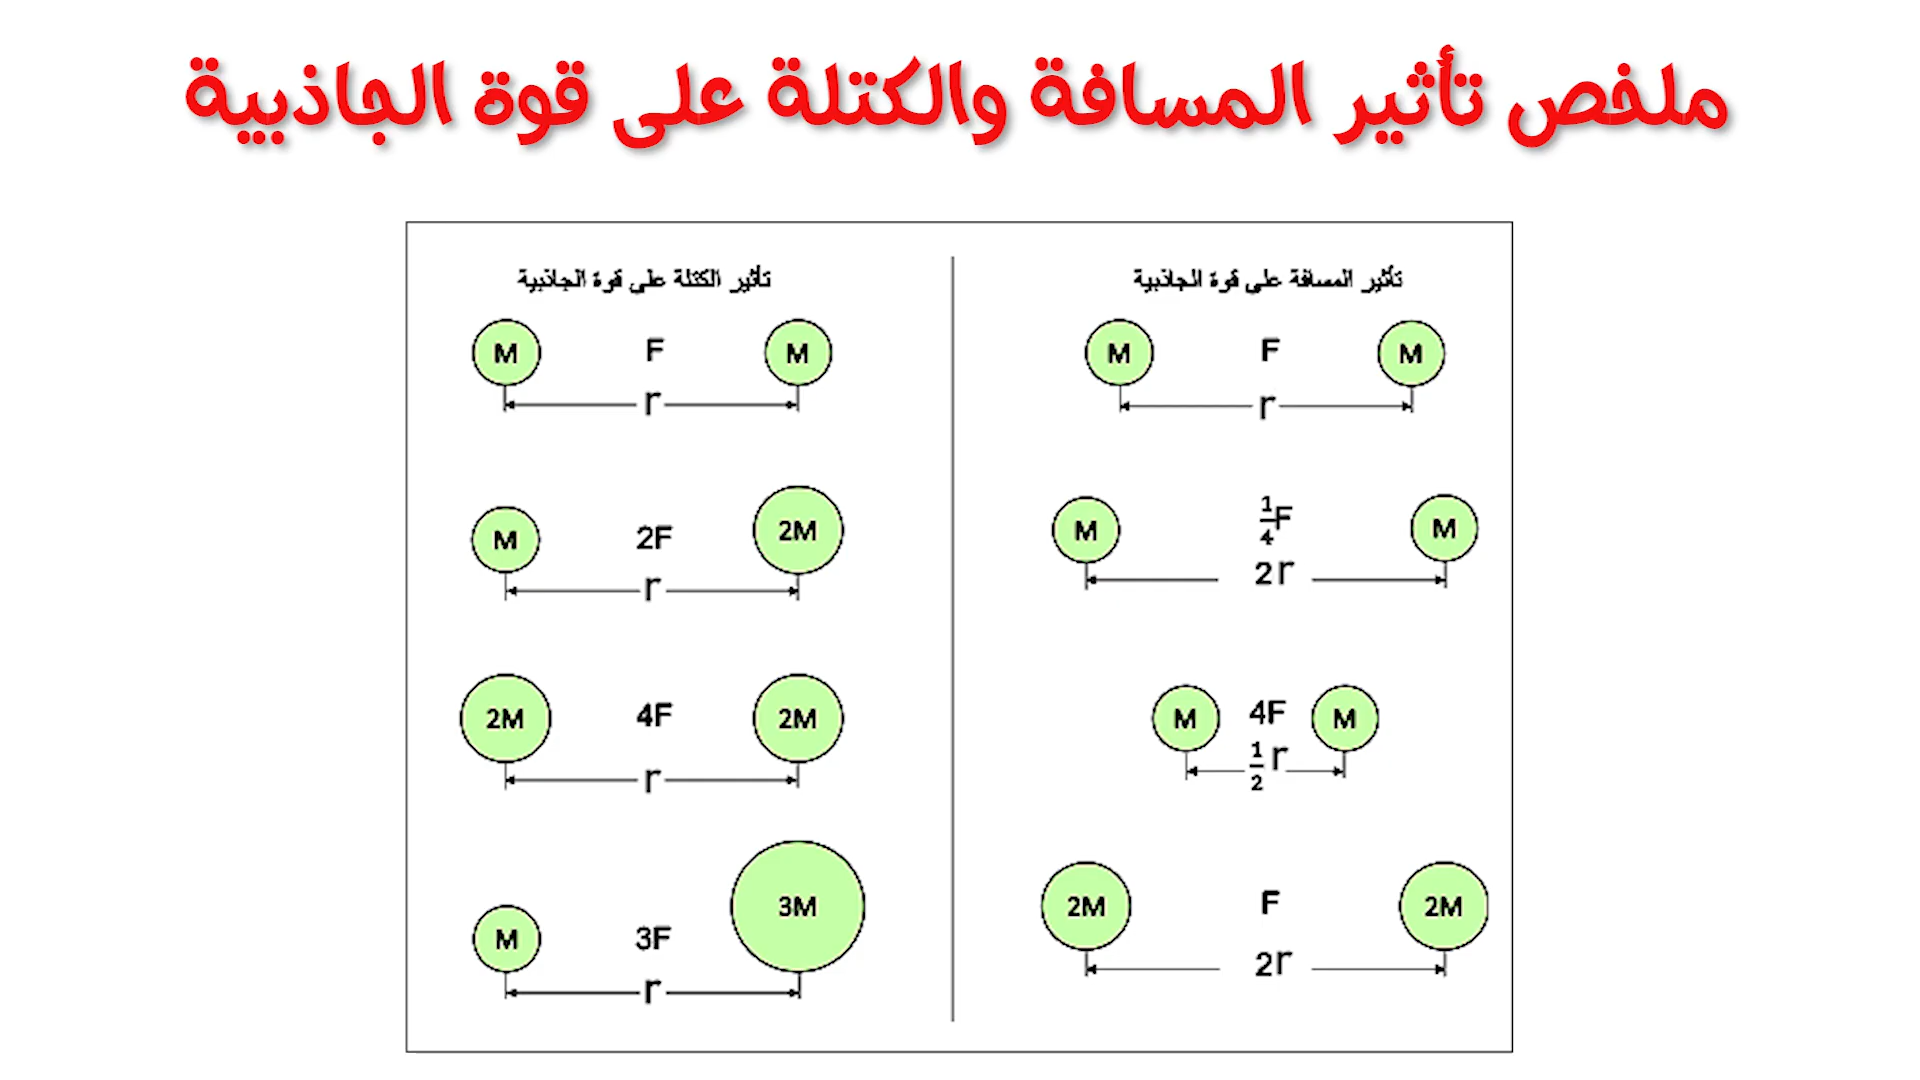 ملخص تأثير المسافة والكتلة على قوة الجاذبية
تأثير المسافة على قوة الجاذبية
M F M
r
M 1/4 F M
2r
M 4F M
1/2 r
2M F 2M
2r
تأثير الكتلة على قوة الجاذبية
M F M
r
M 2F 2M
r
2M 4F 2M
r
M 3F 3M
r